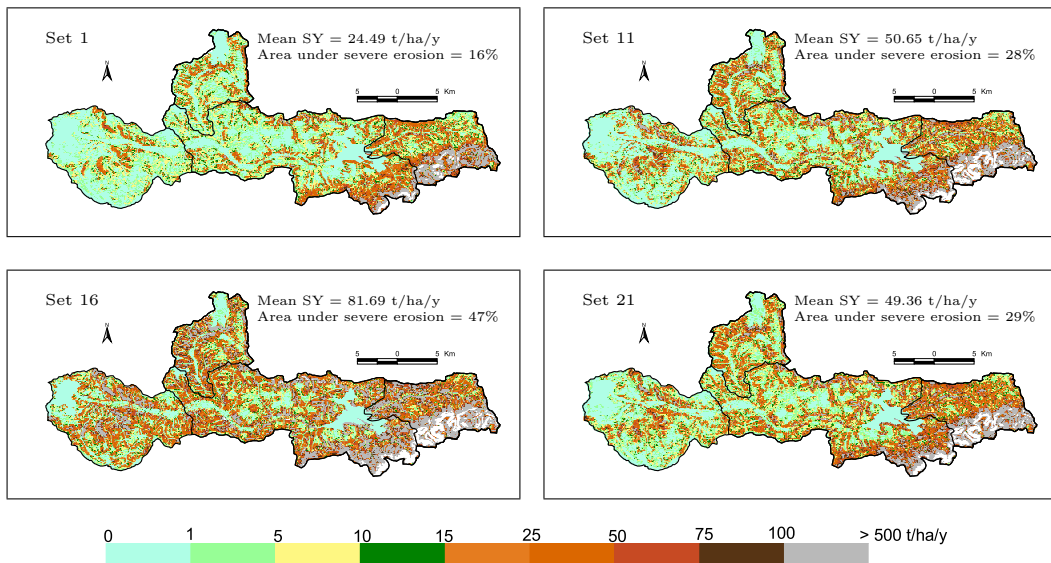 Set 1
Mean SY = 24.49 t/ha/y
Area under severe erosion = 16%
N
5 0 5 Km
Set 11
Mean SY = 50.65 t/ha/y
Area under severe erosion = 28%
N
5 0 5 Km
Set 16
Mean SY = 81.69 t/ha/y
Area under severe erosion = 47%
N
5 0 5 Km
Set 21
Mean SY = 49.36 t/ha/y
Area under severe erosion = 29%
N
5 0 5 Km
0 1 5 10 15 25 50 75 100 > 500 t/ha/y